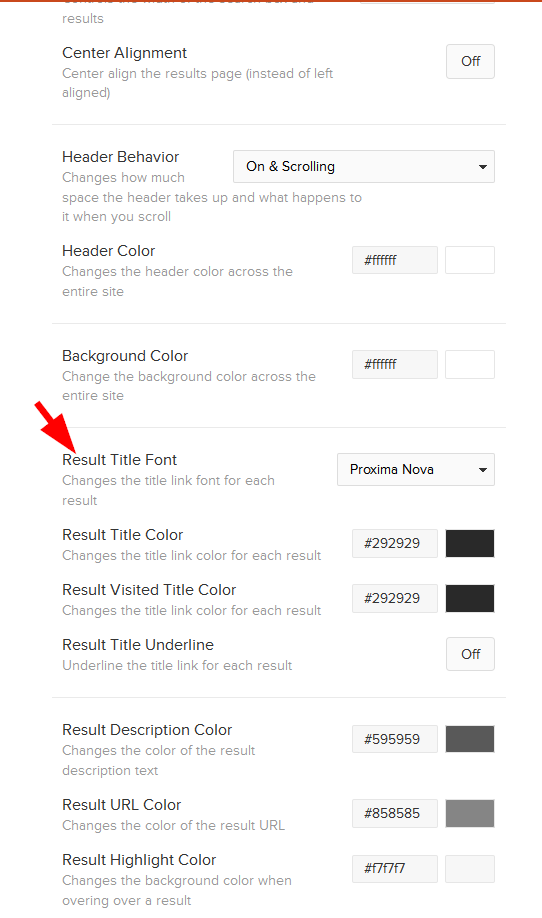 results
Center Alignment
Off
Center align the results page (instead of left
aligned)
Header Behavior
On & Scrolling
Changes how much
space the header takes up and what happens to
it when you scroll
Header Color
#ffffff
Changes the header color across the
entire site
Background Color
#ffffff
Change the background color across the
entire site
Result Title Font
Proxima Nova
Changes the title link font for each
result
Result Title Color
#292929
Changes the title link color for each result
Result Visited Title Color
#292929
Changes the title link color for each result
Result Title Underline
Off
Underline the title link for each result
Result Description Color
#595959
Changes the color of the result
description text
Result URL Color
#858585
Changes the color of the result URL
Result Highlight Color
#f7f7f7
Changes the background color when
overing over a result